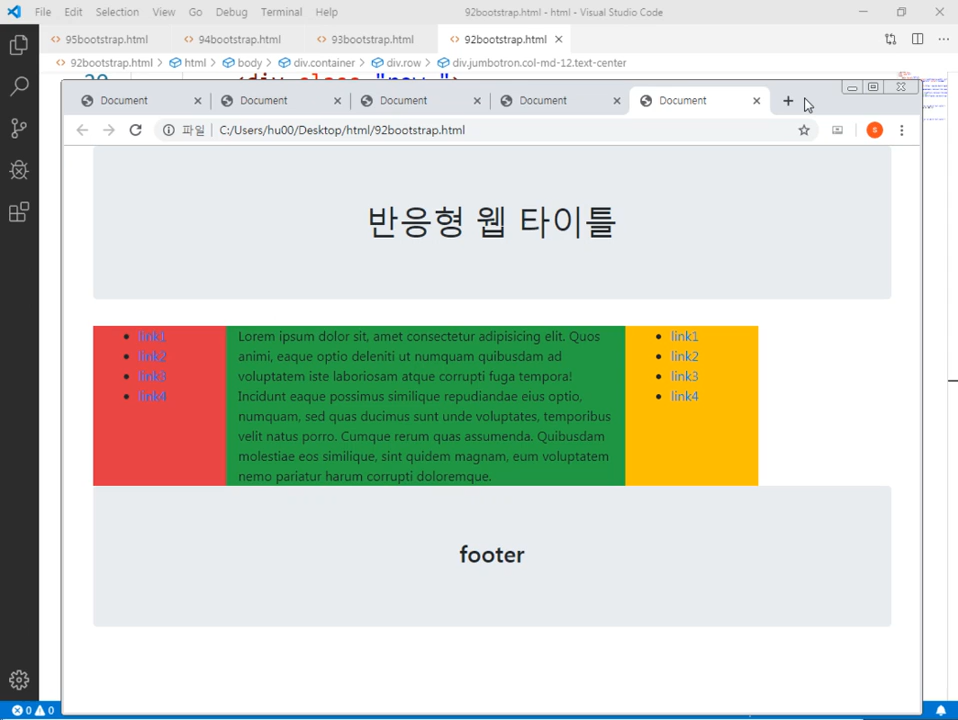 File Edit Selection View Go Debug Terminal Help 92bootstrap.html - html - Visual Studio Code
95bootstrap.html 94bootstrap.html 93bootstrap.html 92bootstrap.html
92bootstrap.html > html > body > div.container > div.row > div.jumbotron.col-md-12.text-center
Document Document Document Document Document
파일 C:/Users/hu00/Desktop/html/92bootstrap.html
반응형 웹 타이틀
link1
link2
link3
link4
Lorem ipsum dolor sit, amet consectetur adipisicing elit. Quos
animi, eaque optio deleniti ut numquam quibusdam ad
voluptatem iste laboriosam atque corrupti fuga tempora!
Incidunt eaque possimus similique repudiandae eius optio,
numquam, sed quas ducimus sunt unde voluptates, temporibus
velit natus porro. Cumque rerum quas assumenda. Quibusdam
molestiae eos similique, sint quidem magnam, eum voluptatem
nemo pariatur harum corrupti doloremque.
link1
link2
link3
link4
footer
0 0